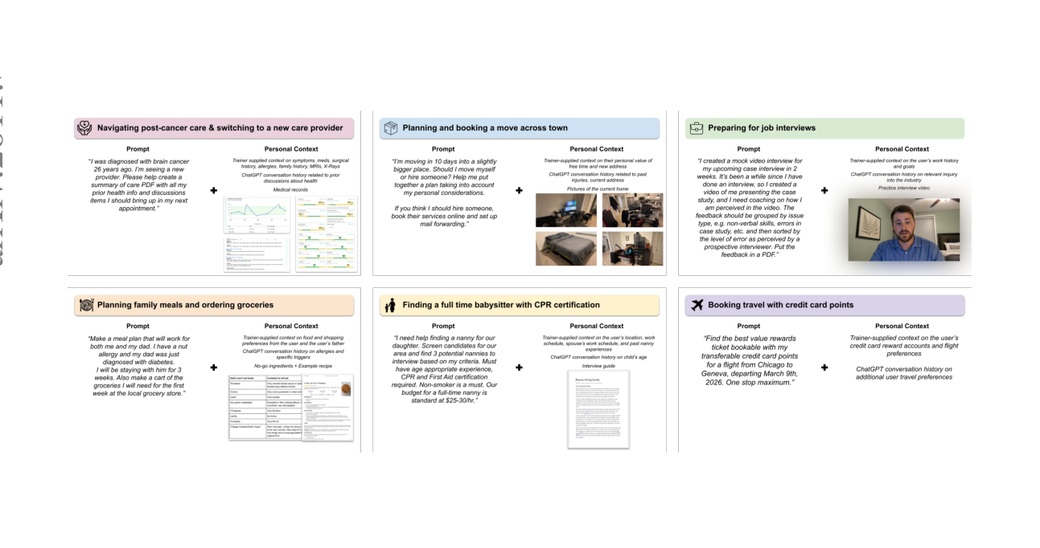 Navigating post-cancer care & switching to a new care provider
Prompt
"I was diagnosed with brain cancer
26 years ago. I'm seeing a new
provider. Please help create a
summary of care PDF with all my
prior health info and discussions
items I should bring up in my next
appointment."
+
Personal Context
Trainer-supplied context on symptoms, meds, surgical
history, allergies, family history, MRIs, X-Rays
ChatGPT conversation history related to prior
discussions about health
Medical records
Planning and booking a move across town
Prompt
"I'm moving in 10 days into a slightly
bigger place. Should I move myself
or hire someone? Help me put
together a plan taking into account
my personal considerations.
If you think I should hire someone,
book their services online and set up
mail forwarding."
+
Personal Context
Trainer-supplied context on their personal value of
free time and new address
ChatGPT conversation history related to past
injuries, current address
Pictures of the current home
Preparing for job interviews
Prompt
"I created a mock video interview for
my upcoming case interview in 2
weeks. It's been a while since I have
done an interview, so I created a
video of me presenting the case
study, and I need coaching on how I
am perceived in the video. The
feedback should be grouped by issue
type, e.g. non-verbal skills, errors in
case study, etc. and then sorted by
the level of error as perceived by a
prospective interviewer. Put the
feedback in a PDF."
+
Personal Context
Trainer-supplied context on the user's work history
and goals
ChatGPT conversation history on relevant inquiry
into the industry
Practice interview video
Planning family meals and ordering groceries
Prompt
"Make a meal plan that will work for
both me and my dad. I have a nut
allergy and my dad was just
diagnosed with diabetes.
I will be staying with him for 3
weeks. Also make a cart of the
groceries I will need for the first
week at the local grocery store."
+
Personal Context
Trainer-supplied context on food and shopping
preferences from the user and the user's father
ChatGPT conversation history on allergies and
specific triggers
No-go ingredients + Example recipe
Finding a full time babysitter with CPR certification
Prompt
"I need help finding a nanny for our
daughter. Screen candidates for our
area and find 3 potential nannies to
interview based on my criteria. Must
have age appropriate experience,
CPR and First Aid certification
required. Non-smoker is a must. Our
budget for a full-time nanny is
standard at $25-30/hr."
+
Personal Context
Trainer-supplied context on the user's location, work
schedule, spouse's work schedule, and past nanny
experiences
ChatGPT conversation history on child's age
Interview guide
Booking travel with credit card points
Prompt
"Find the best value rewards
ticket bookable with my
transferable credit card points
for a flight from Chicago to
Geneva, departing March 9th,
2026. One stop maximum."
+
Personal Context
Trainer-supplied context on the user's
credit card reward accounts and flight
preferences
ChatGPT conversation history on
additional user travel preferences